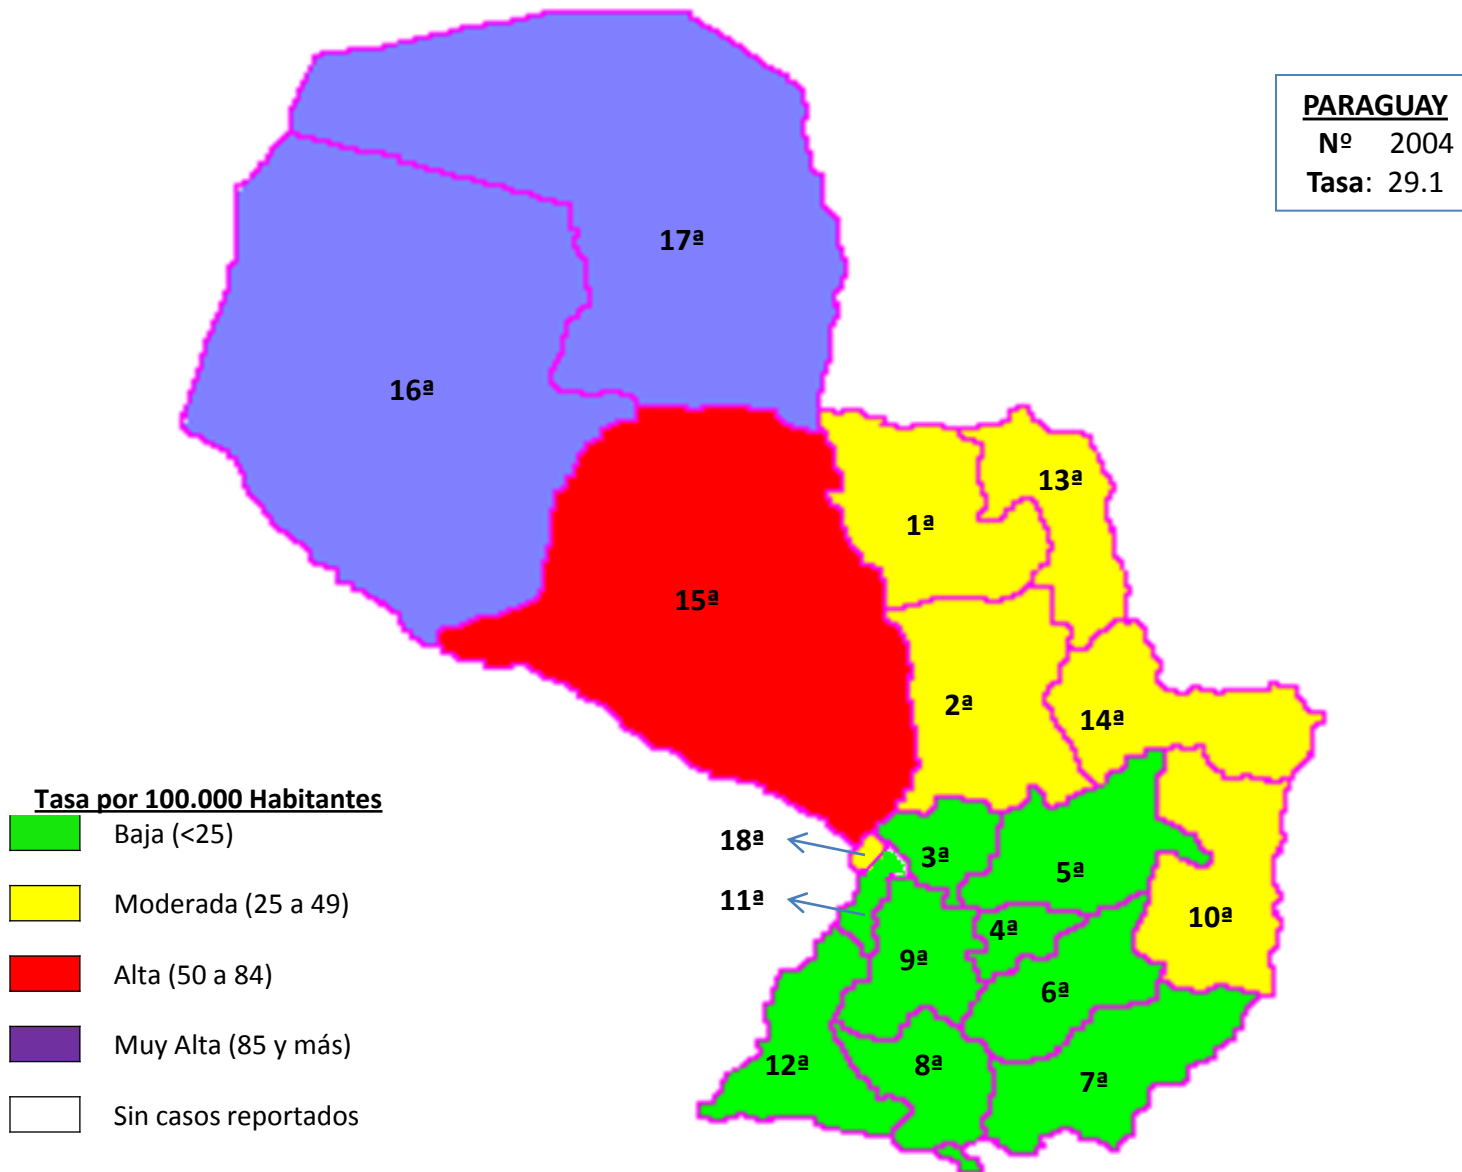 PARAGUAY
Nº 2004
Tasa: 29.1
17ª
16ª
13ª
1ª
15ª
2ª
14ª
18ª
3ª
5ª
11ª
4ª
10ª
9ª
6ª
12ª
8ª
7ª
Tasa por 100.000 Habitantes
Baja (<25)
Moderada (25 a 49)
Alta (50 a 84)
Muy Alta (85 y más)
Sin casos reportados